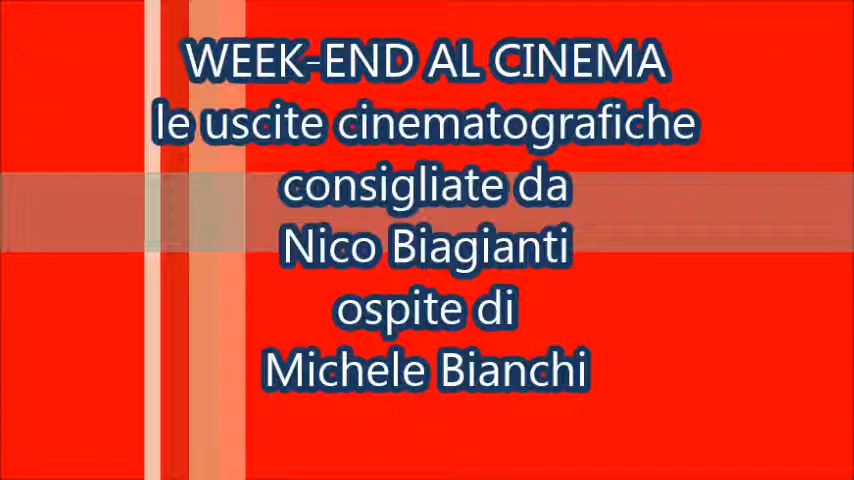 WEEK-END AL CINEMA
le uscite cinematografiche
consigliate da
Nico Biagianti
ospite di
Michele Bianchi